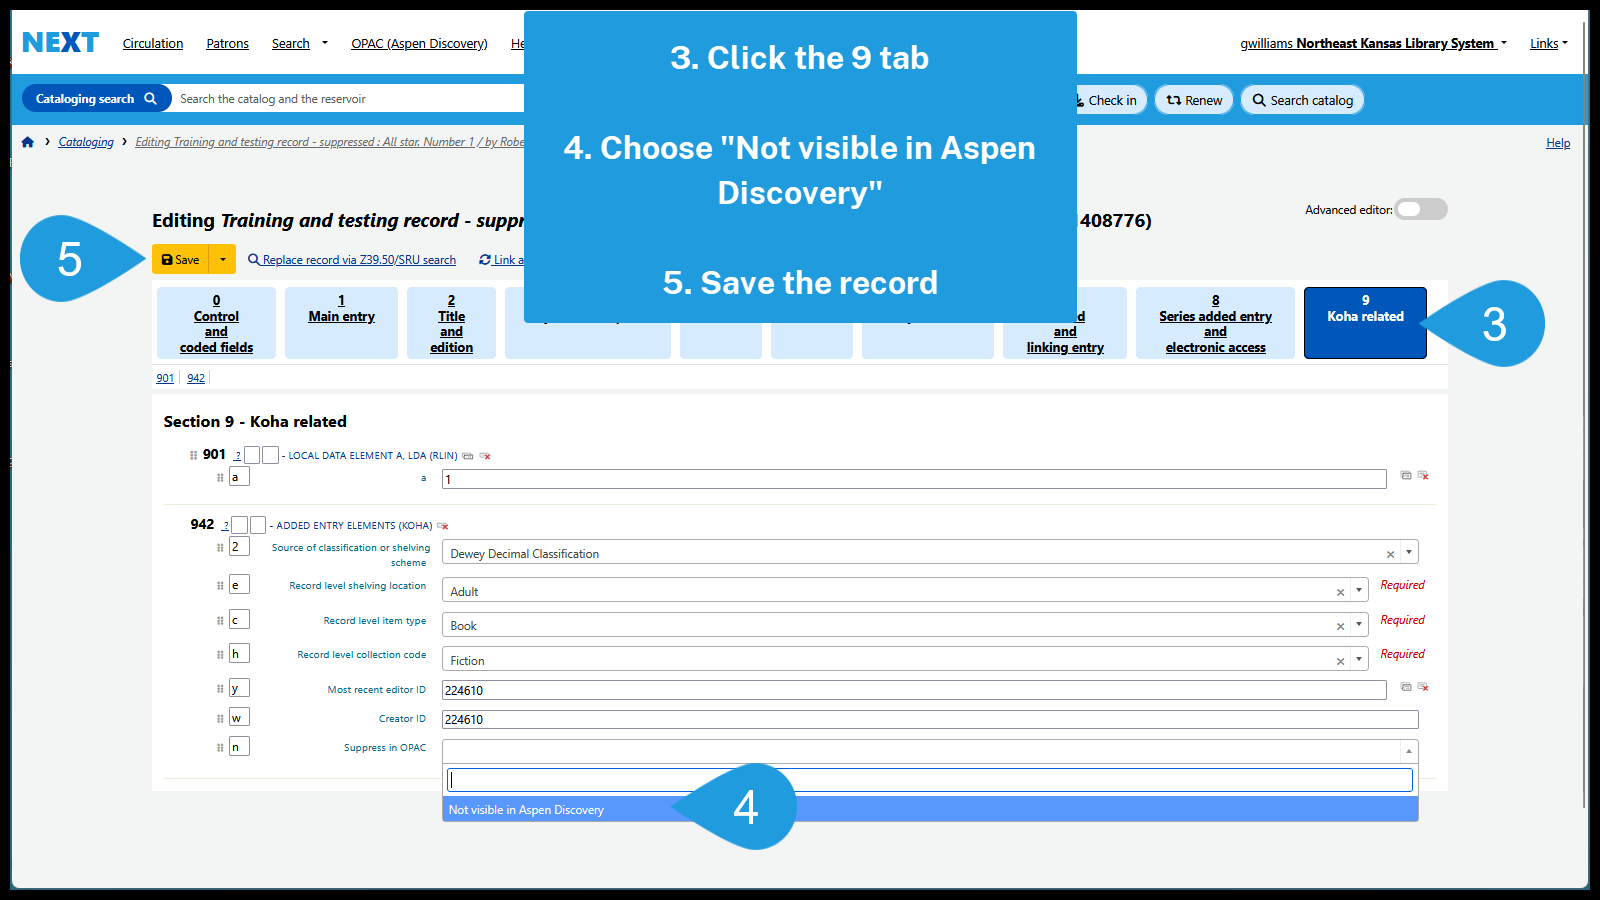 NEXT
Circulation
Patrons
Search
OPAC (Aspen Discovery)
gwilliams Northeast Kansas Library System
Links
3. Click the 9 tab
4. Choose "Not visible in Aspen
Discovery"
5. Save the record
Cataloging search
Search the catalog and the reservoir
Check in
Renew
Search catalog
Cataloging
Editing Training and testing record - suppressed : All star. Number 1 / by
Help
Editing Training and testing record -
408776)
Advanced editor:
5
Save
Replace record via Z39.50/SRU search
Link
0
Control
and
coded fields
1
Main entry
2
Title
and
edition
and
linking entry
8
Series added entry
and
electronic access
9
Koha related
3
901
942
Section 9 - Koha related
901 ? - LOCAL DATA ELEMENT A, LDA (RLIN)
a a 1
942 ? - ADDED ENTRY ELEMENTS (KOHA)
2 Source of classification or shelving
scheme
Dewey Decimal Classification
e Record level shelving location Adult Required
c Record level item type Book Required
h Record level collection code Fiction Required
y Most recent editor ID 224610
w Creator ID 224610
n Suppress in OPAC
Not visible in Aspen Discovery
4